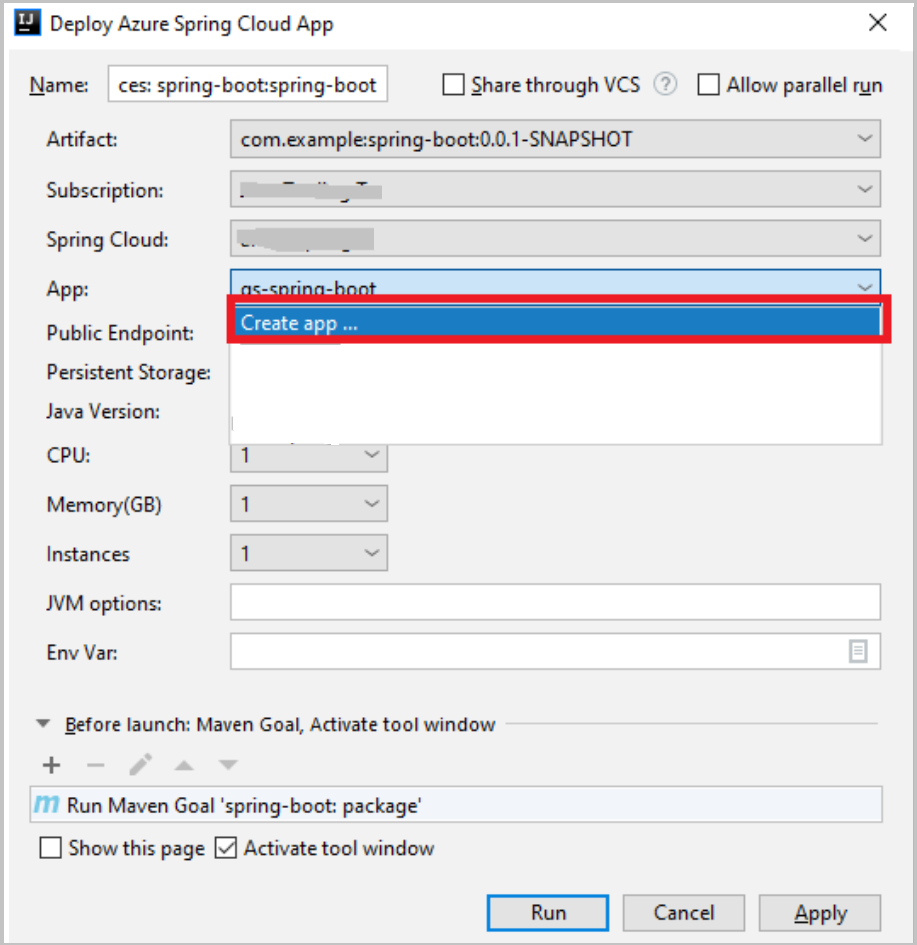 IJ Deploy Azure Spring Cloud App
Name: ces: spring-boot:spring-boot Share through VCS ? Allow parallel run
Artifact: com.example:spring-boot:0.0.1-SNAPSHOT
Subscription:
Spring Cloud:
App: gs-spring-boot
Create app ...
Public Endpoint:
Persistent Storage:
Java Version:
CPU: 1
Memory(GB) 1
Instances 1
JVM options:
Env Var:
Before launch: Maven Goal, Activate tool window
m Run Maven Goal 'spring-boot: package'
Show this page Activate tool window
Run Cancel Apply